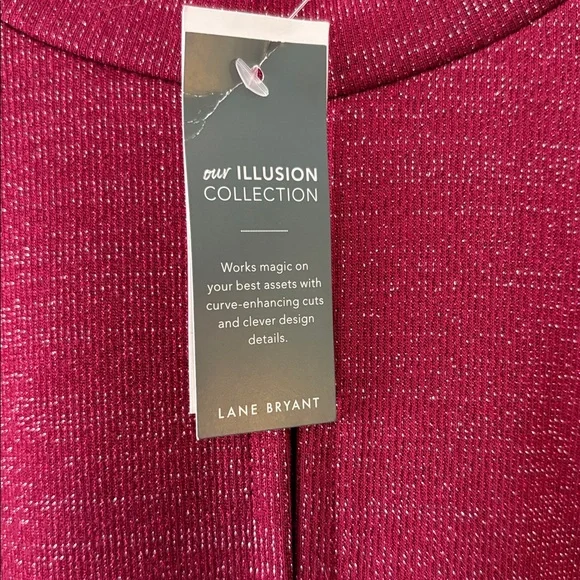 our ILLUSION
COLLECTION
Works magic on
your best assets with
curve-enhancing cuts
and clever design
details.
LANE BRYANT